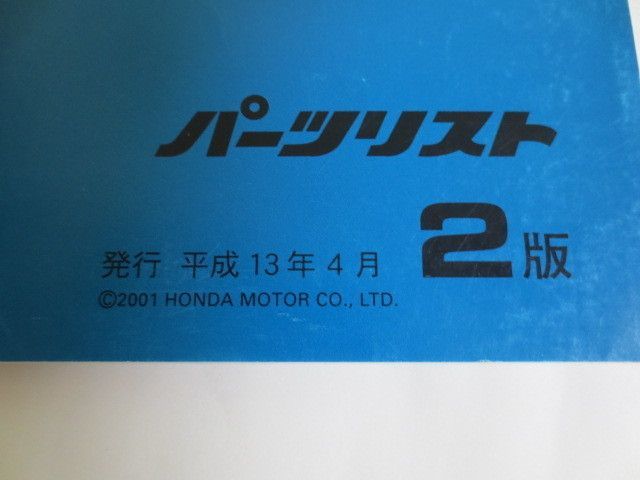 パーツリスト
発行 平成 13 年 4 月 2版
©2001 HONDA MOTOR CO., LTD.